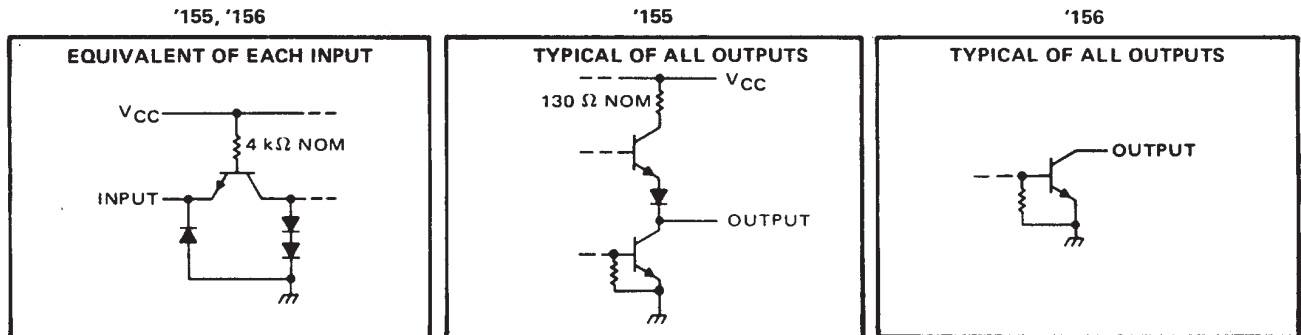 '155, '156
EQUIVALENT OF EACH INPUT
VCC
4 kΩ NOM
INPUT
'155
TYPICAL OF ALL OUTPUTS
VCC
130 Ω NOM
OUTPUT
'156
TYPICAL OF ALL OUTPUTS
OUTPUT